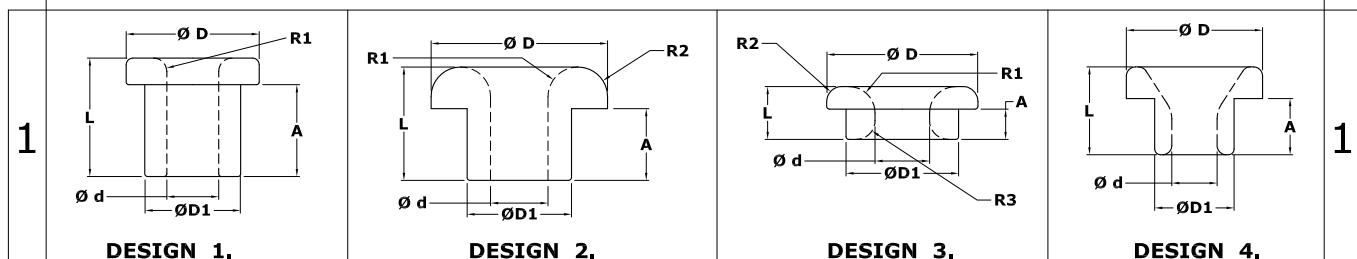 1
Ø D
R1
L
A
Ø d
ØD1
DESIGN 1.
Ø D
R1
R2
L
A
Ø d
ØD1
DESIGN 2.
R2
Ø D
R1
A
L
Ø d
ØD1
R3
DESIGN 3.
Ø D
L
A
Ø d
ØD1
DESIGN 4.
1